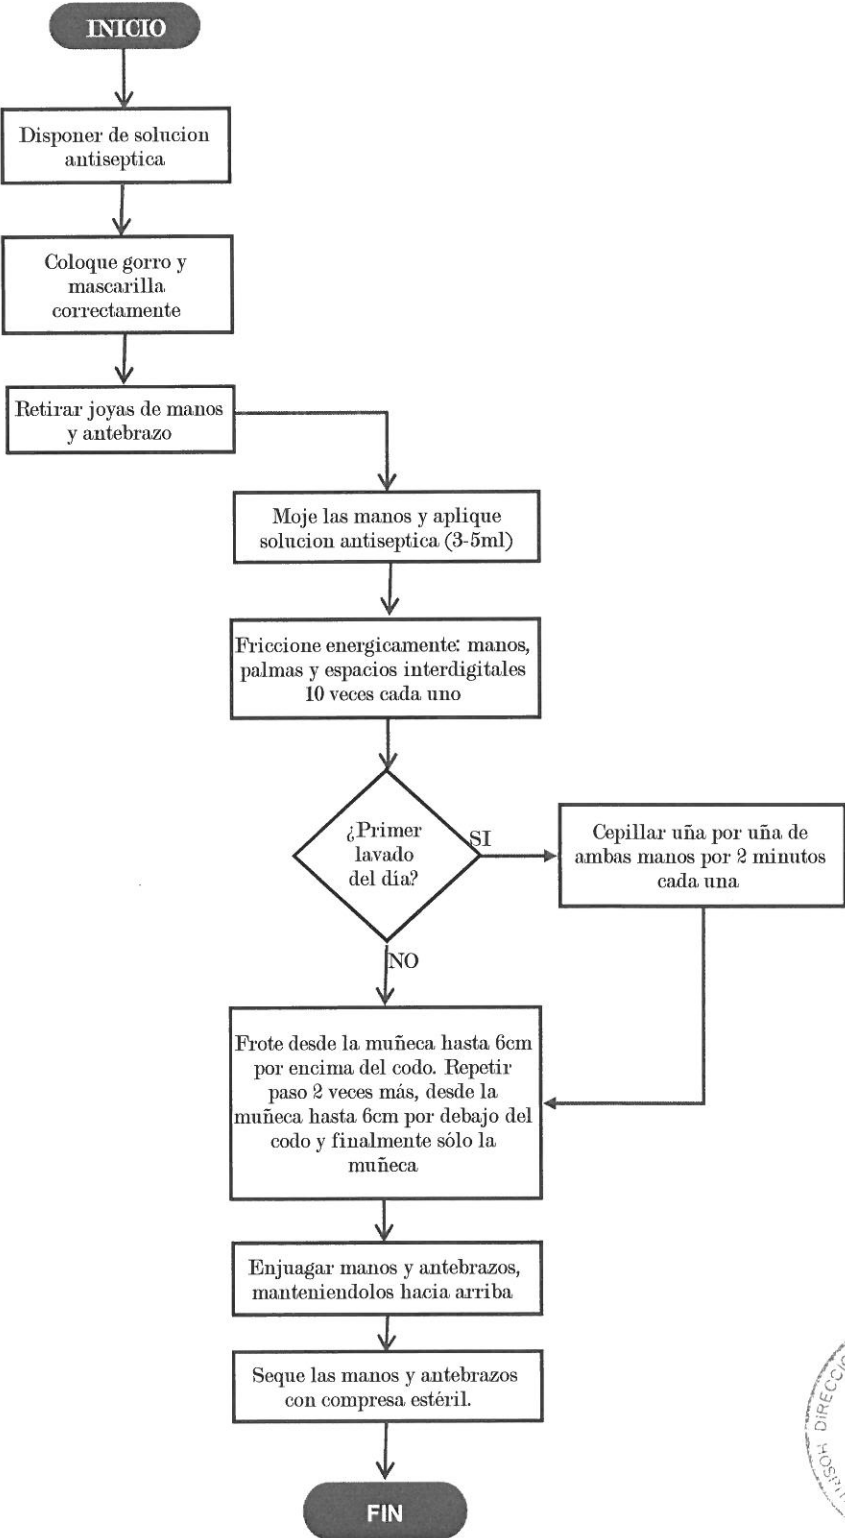 INICIO
Disponer de solucion
antiseptica
Coloque gorro y
mascarilla
correctamente
Retirar joyas de manos
y antebrazo
Moje las manos y aplique
solucion antiseptica (3-5ml)
Friccione energicamente: manos,
palmas y espacios interdigitales
10 veces cada uno
¿Primer
lavado
del día?
SI
Cepillar uña por uña de
ambas manos por 2 minutos
cada una
NO
Frote desde la muñeca hasta 6cm
por encima del codo. Repetir
paso 2 veces más, desde la
muñeca hasta 6cm por debajo del
codo y finalmente sólo la
muñeca
Enjuagar manos y antebrazos,
manteniendolos hacia arriba
Seque las manos y antebrazos
con compresa estéril.
FIN